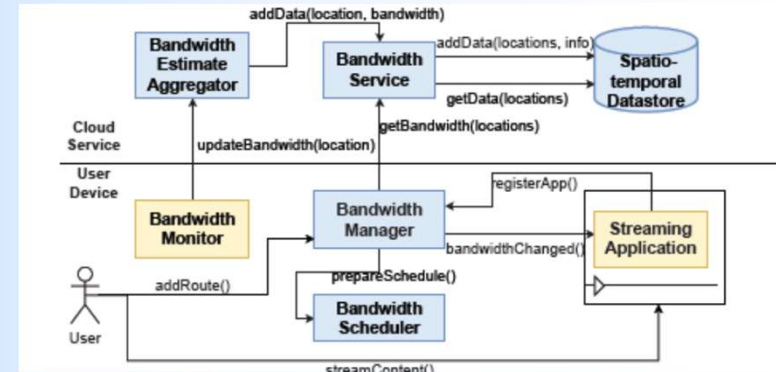 addData(location, bandwidth)
Bandwidth
Estimate
Aggregator
Bandwidth
Service
addData(locations, info)
Spatio-
temporal
Datastore
getData(locations)
Cloud
Service
updateBandwidth(location)
getBandwidth(locations)
User
Device
registerApp()
Bandwidth
Monitor
Bandwidth
Manager
Streaming
Application
bandwidthChanged()
addRoute()
prepareSchedule()
Bandwidth
Scheduler
User
streamContent()